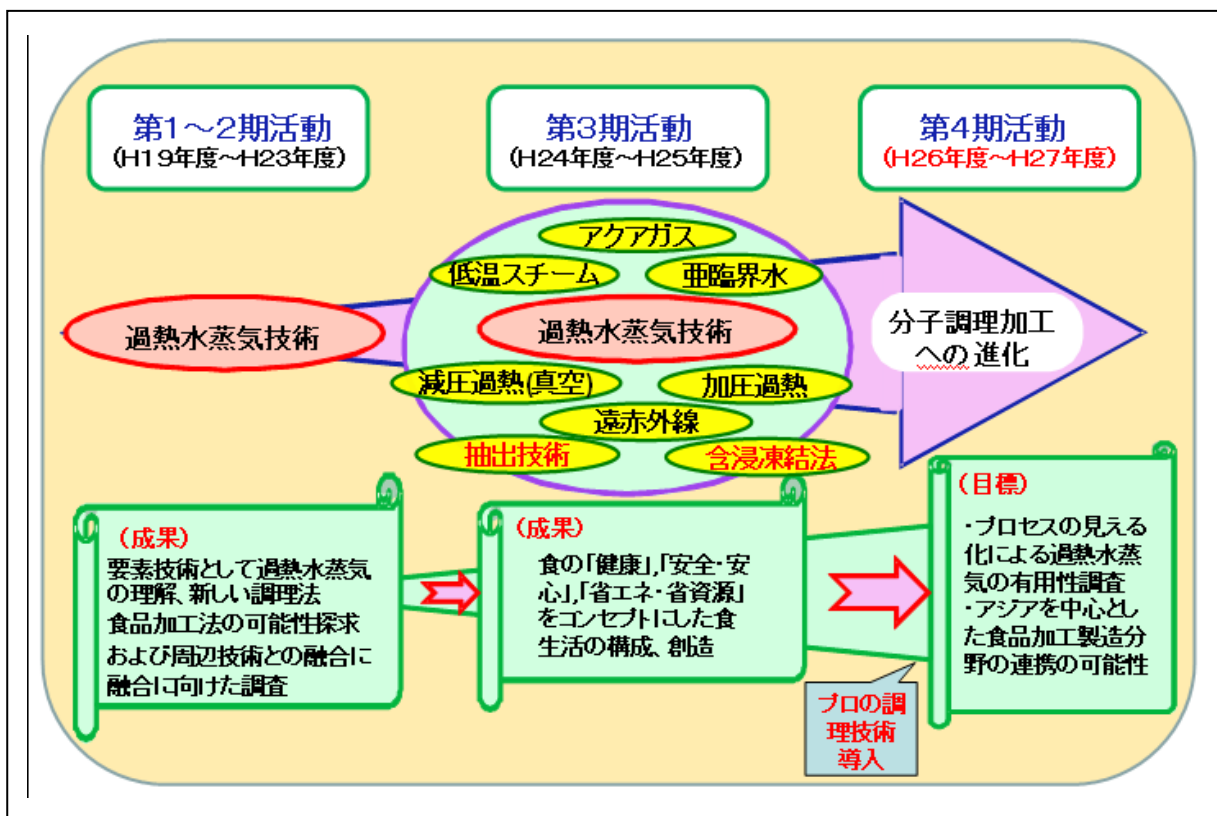 第1～2期活動
(H19年度～H23年度)
第3期活動
(H24年度～H25年度)
第4期活動
(H26年度～H27年度)
アクアガス
低温スチーム
亜臨界水
過熱水蒸気技術
過熱水蒸気技術
減圧過熱(真空)
加圧過熱
遠赤外線
抽出技術
含浸凍結法
分子調理加工
への進化
(成果)
要素技術として過熱水蒸気
の理解、新しい調理法
食品加工法の可能性探求
および周辺技術との融合に
融合に向けた調査
(成果)
食の「健康」,「安全・安
心」,「省エネ・省資源」
をコンセプトにした食
生活の構成、創造
プロの調
理技術
導入
(目標)
・プロセスの見える
化による過熱水蒸
気の有用性調査
・アジアを中心とし
た食品加工製造分
野の連携の可能性